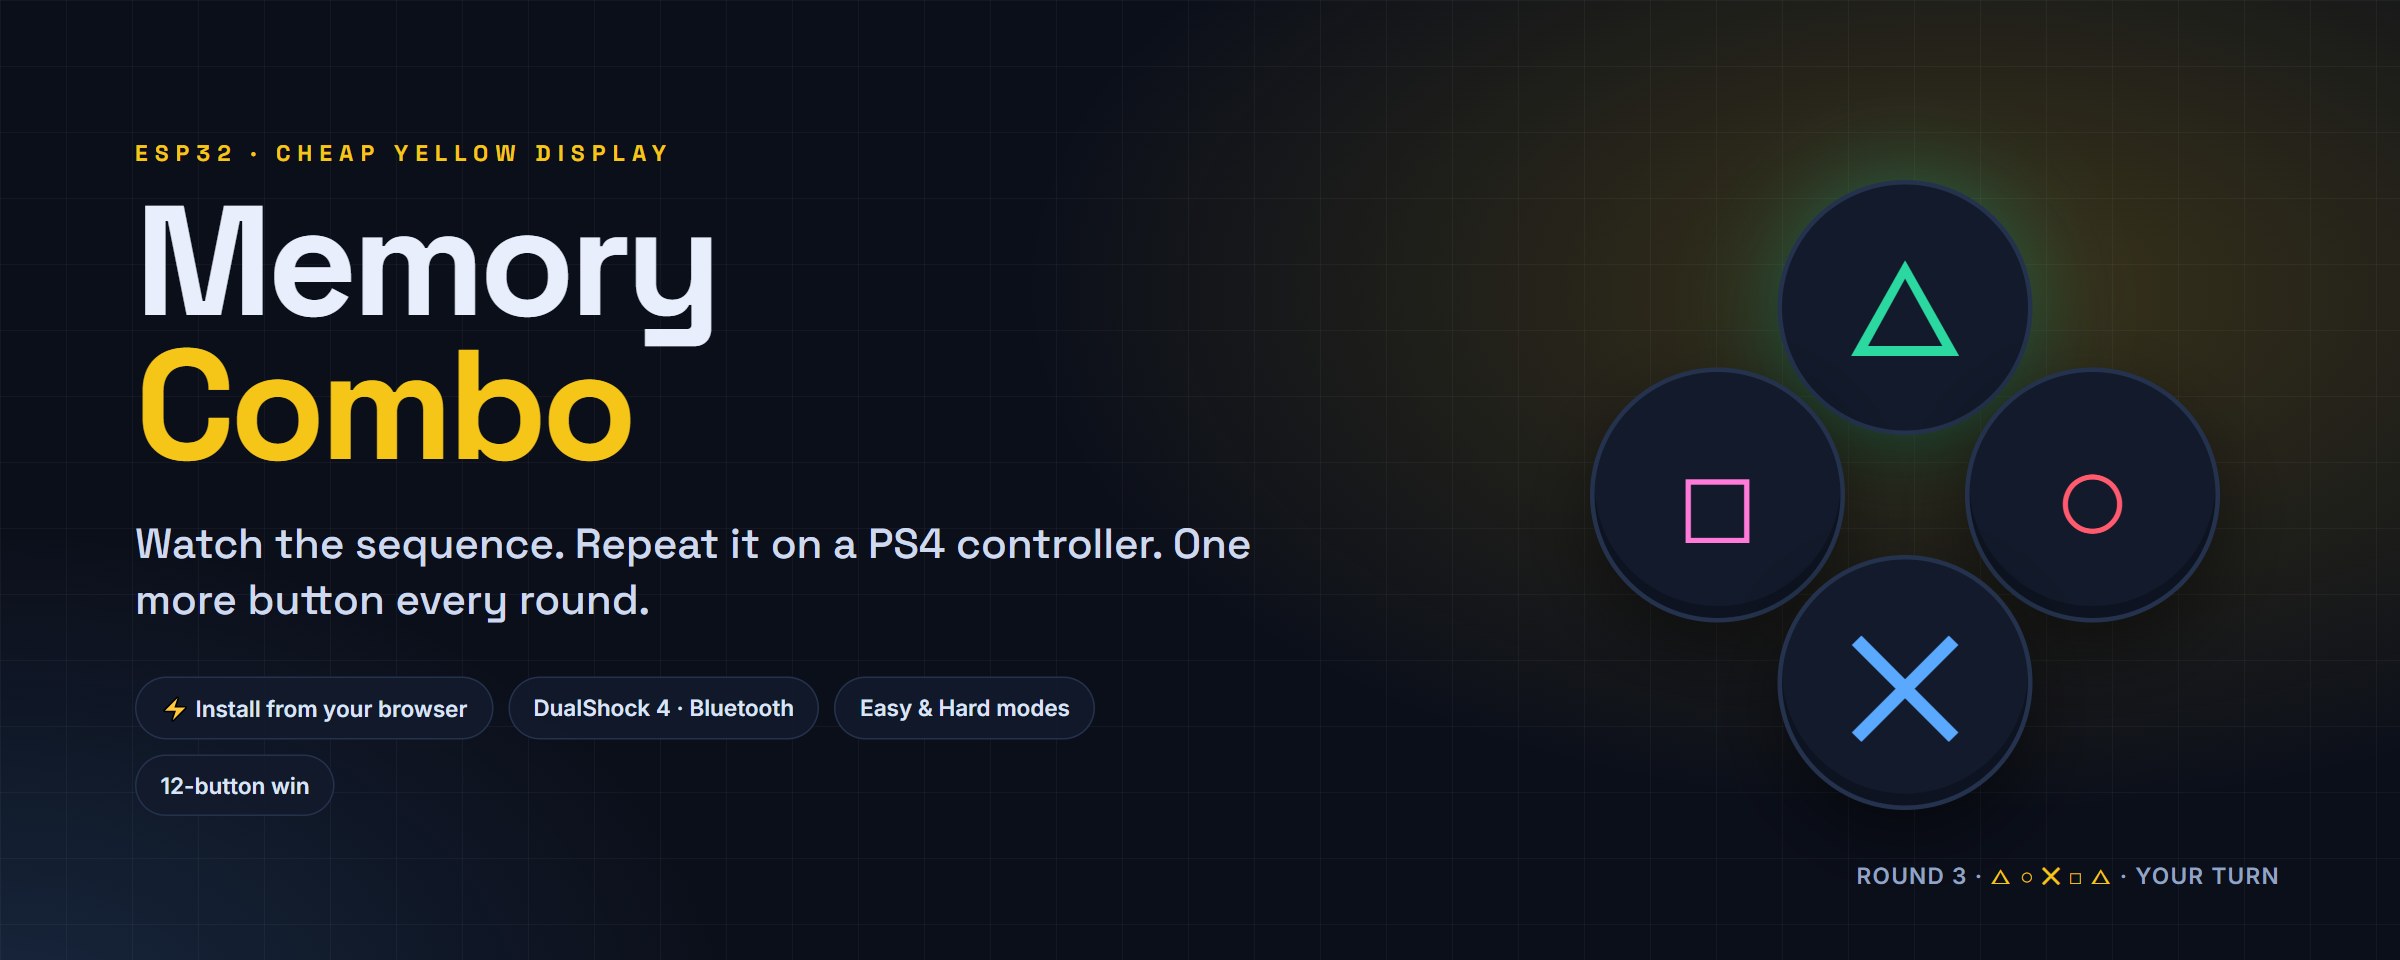 ESP32 · CHEAP YELLOW DISPLAY
Memory
Combo
Watch the sequence. Repeat it on a PS4 controller. One
more button every round.
⚡ Install from your browser
DualShock 4 · Bluetooth
Easy & Hard modes
12-button win
ROUND 3 · △ ○ ✕ □ △ · YOUR TURN